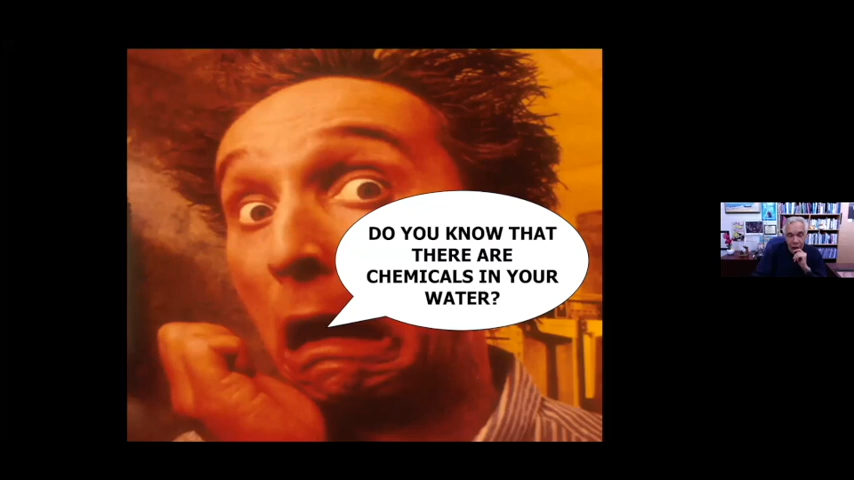 DO YOU KNOW THAT
THERE ARE
CHEMICALS IN YOUR
WATER?